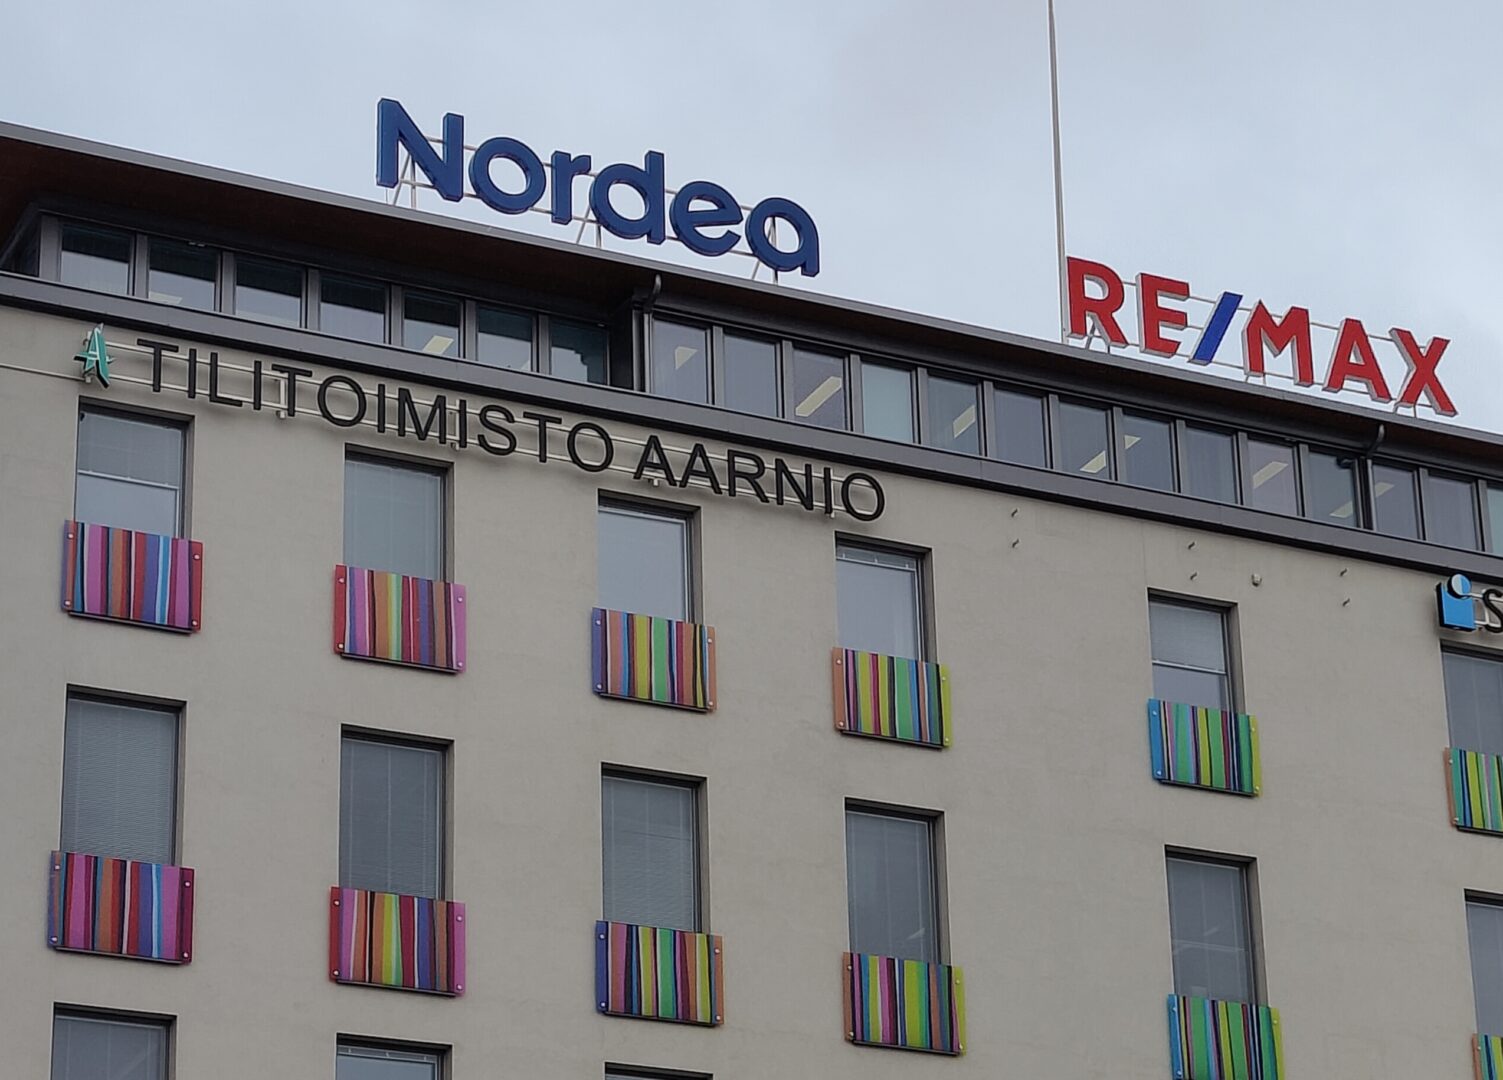 Nordea
RE/MAX
TILITOIMISTO AARNIO
S